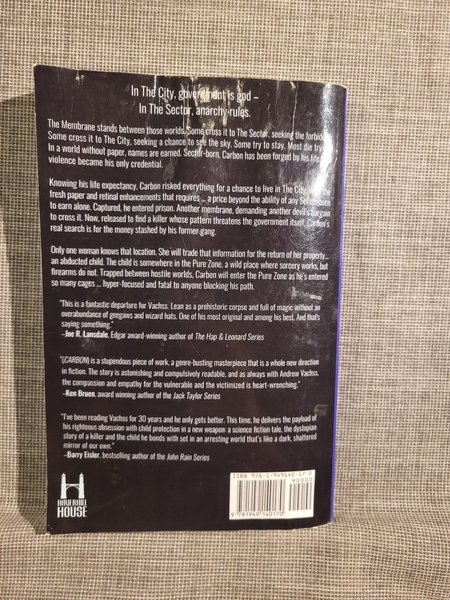 In The City, government is god –
In The Sector, anarchy rules.
The Membrane stands between those worlds. Some cross it to The Sector, seeking the forbidden.
Some cross it to The City, seeking a chance to see the sky. Some try to stay. Most die
In a world without paper, names are earned. Sector-born, Carbon has been forged by his life,
violence became his only credential.
Knowing his life expectancy, Carbon risked everything for a chance to live in The City, with the
fresh paper and retinal enhancements that requires ... a price beyond the ability of any Sector-born
to earn alone. Captured, he entered prison. Another membrane, demanding another devil's bargain
to cross it. Now, released to find a killer whose pattern threatens the government itself, Carbon's
real search is for the money stashed by his former gang.
Only one woman knows that location. She will trade that information for the return of her property...
an abducted child. The child is somewhere in the Pure Zone, a wild place where sorcery works, but
firearms do not. Trapped between hostile worlds, Carbon will enter the Pure Zone as he's entered
so many cages ... hyper-focused and fatal to anyone blocking his path.
"This is a fantastic departure for Vachss. Lean as a prehistoric corpse and full of magic without an
overabundance of geegaws and wizard hats. One of his most original and among his best. And that's
saying something."
–Joe R. Lansdale, Edgar award-winning author of The Hap & Leonard Series
"(CARBON) is a stupendous piece of work, a genre-busting masterpiece that is a whole new direction
in fiction. The story is astonishing and compulsively readable, and as always with Andrew Vachss,
the compassion and empathy for the vulnerable and the victimized is heart-wrenching."
–Ken Bruen, award winning author of the Jack Taylor Series
"I've been reading Vachss for 30 years and he only gets better. This time, he delivers the payload of
his righteous obsession with child protection in a new weapon: a science fiction tale, the dystopian
story of a killer and the child he bonds with set in an arresting world that's like a dark, shattered
mirror of our own."
–Barry Eisler, bestselling author of the John Rain Series
HAVERHILL
HOUSE
ISBN 978-1-949140-17-0
90000
9 781949 140170